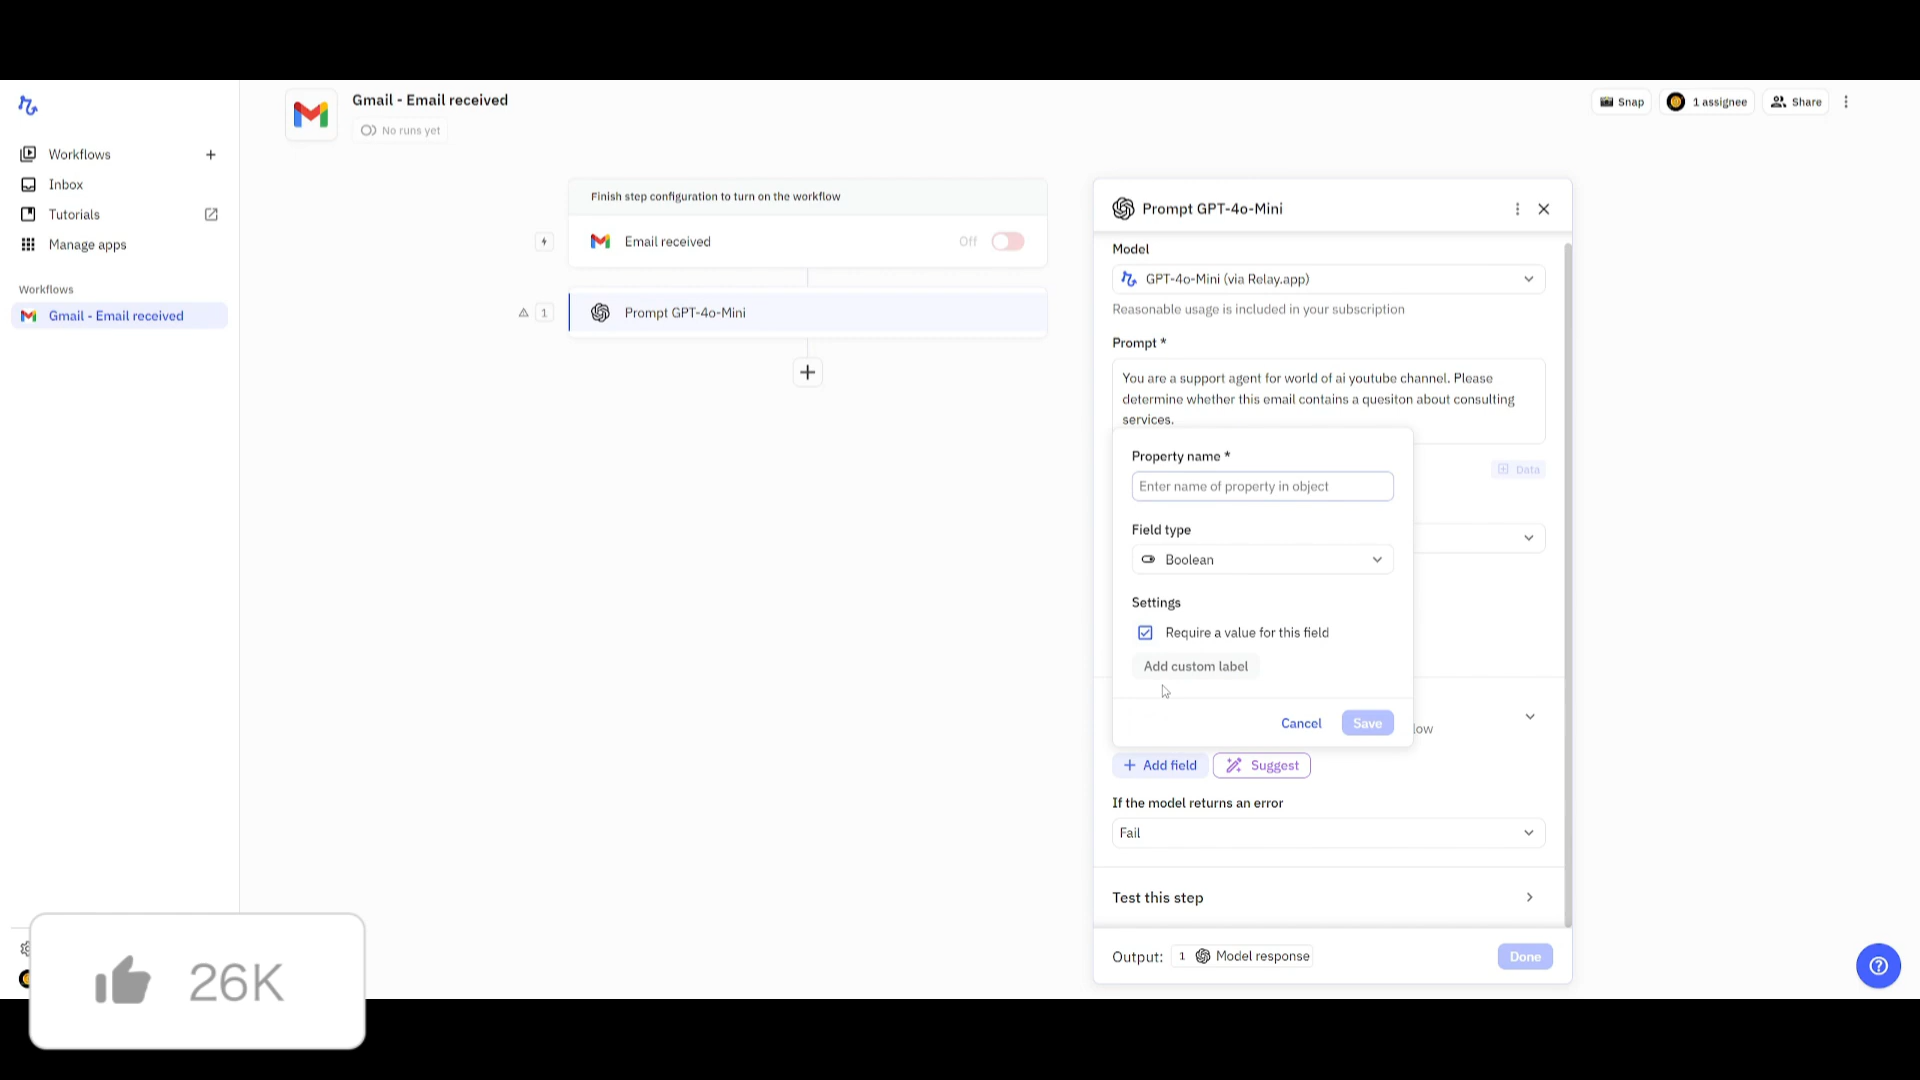 Gmail - Email received
No runs yet
Snap
1 assignee
Share
Workflows
Inbox
Tutorials
Manage apps
Workflows
Gmail - Email received
Finish step configuration to turn on the workflow
Email received
Off
1
Prompt GPT-4o-Mini
Prompt GPT-4o-Mini
Model
GPT-4o-Mini (via Relay.app)
Reasonable usage is included in your subscription
Prompt *
You are a support agent for world of ai youtube channel. Please
determine whether this email contains a quesiton about consulting
services.
Data
Property name *
Enter name of property in object
Field type
Boolean
Settings
Require a value for this field
Add custom label
Cancel
Save
low
Add field
Suggest
If the model returns an error
Fail
Test this step
Output:
1
Model response
Done
26K